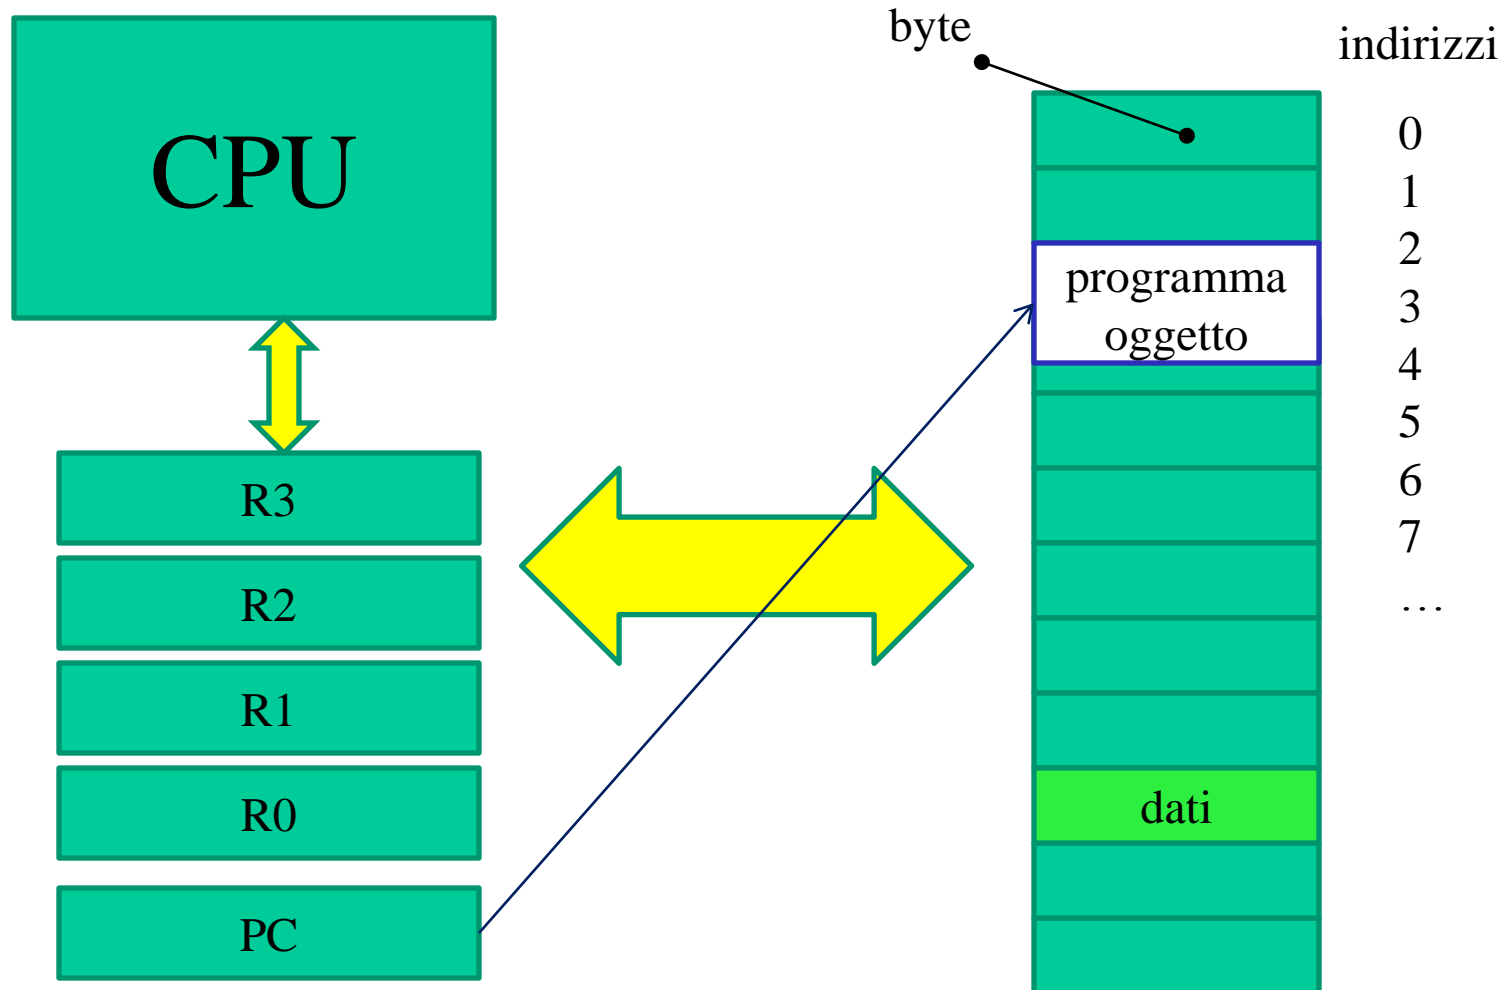 byte
indirizzi
CPU
0
1
2
programma
oggetto
3
4
5
6
7
…
R3
R2
R1
R0
PC
dati